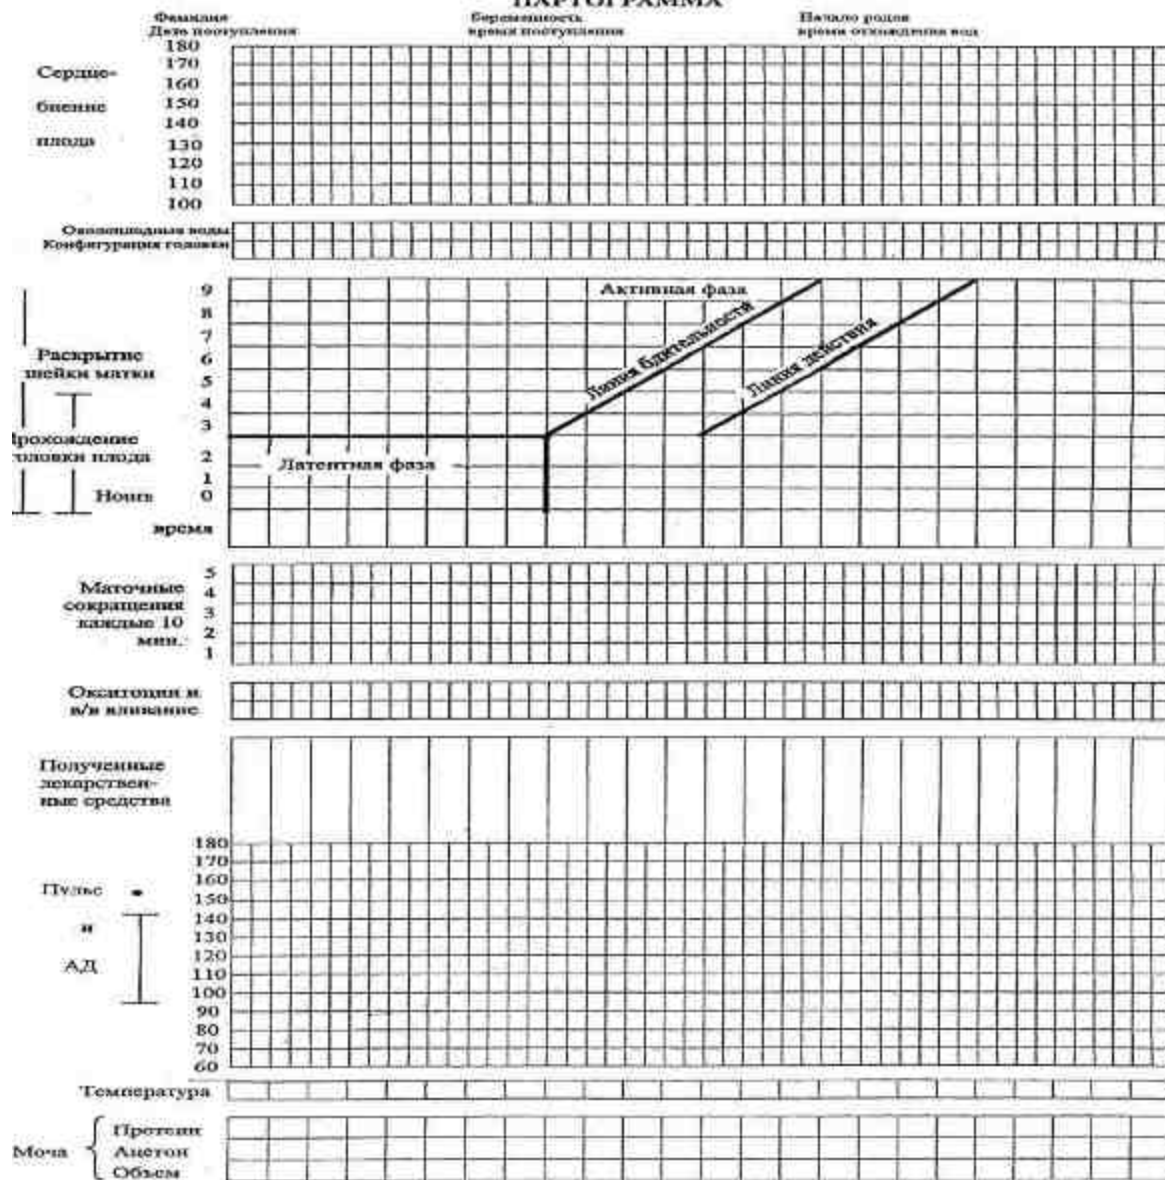 ПАРТОГРАММА
Фамилия Беременность Начало родов
Дата поступления время поступления время отхождения вод
Сердце-
биение
плода
180
170
160
150
140
130
120
110
100
Околоплодные воды
Конфигурация головки
9
8
7
6
5
4
3
2
1
0
Активная фаза
Линия бдительности
Линия действия
Раскрытие
шейки матки
Прохождение
головки плода
Латентная фаза
Hours
время
Маточные
сокращения
каждые 10
мин.
5
4
3
2
1
Окситоцин и
в/в вливание
Полученные
лекарствен-
ные средства
Пульс
и
АД
180
170
160
150
140
130
120
110
100
90
80
70
60
Температура
Моча
Протеин
Ацетон
Объем